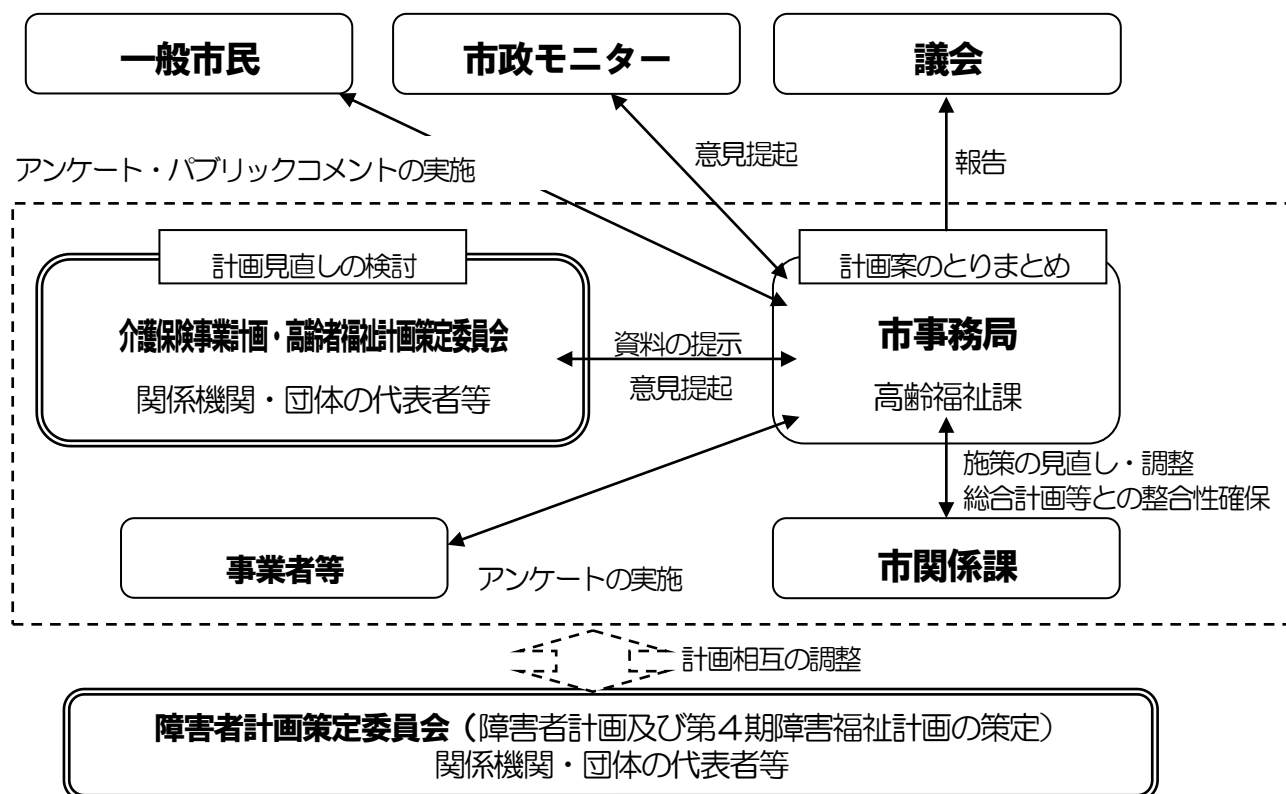 一般市民
市政モニター
議会
アンケート・パブリックコメントの実施
意見提起
報告
計画見直しの検討
介護保険事業計画・高齢者福祉計画策定委員会
関係機関・団体の代表者等
資料の提示
意見提起
計画案のとりまとめ
市事務局
高齢福祉課
施策の見直し・調整
総合計画等との整合性確保
事業者等
アンケートの実施
市関係課
計画相互の調整
障害者計画策定委員会（障害者計画及び第４期障害福祉計画の策定）
関係機関・団体の代表者等